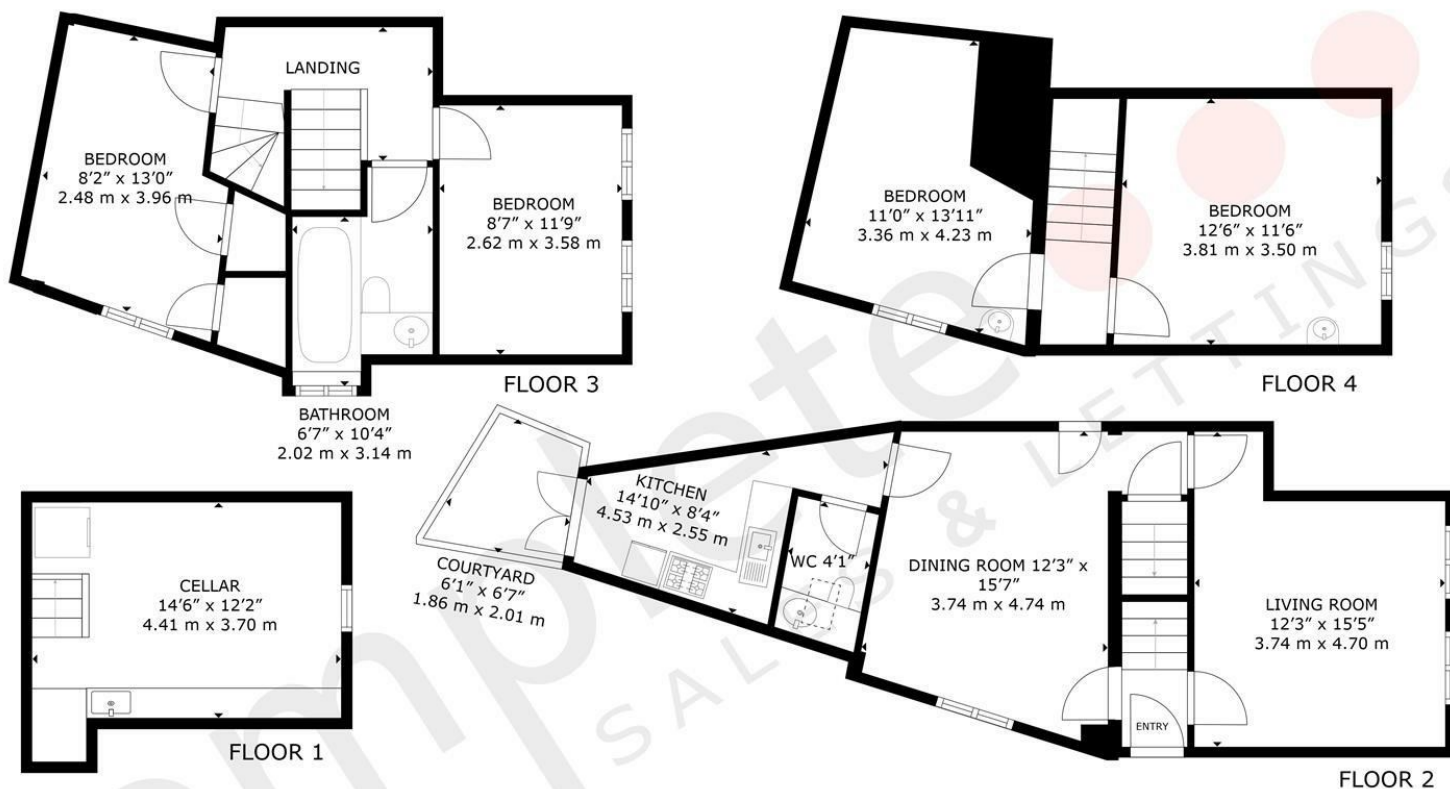 LANDING
BEDROOM
8'2" x 13'0"
2.48 m x 3.96 m
BEDROOM
8'7" x 11'9"
2.62 m x 3.58 m
BATHROOM
6'7" x 10'4"
2.02 m x 3.14 m
FLOOR 3
BEDROOM
11'0" x 13'11"
3.36 m x 4.23 m
BEDROOM
12'6" x 11'6"
3.81 m x 3.50 m
FLOOR 4
CELLAR
14'6" x 12'2"
4.41 m x 3.70 m
FLOOR 1
COURTYARD
6'1" x 6'7"
1.86 m x 2.01 m
KITCHEN
14'10" x 8'4"
4.53 m x 2.55 m
WC 4'1"
DINING ROOM 12'3" x
15'7"
3.74 m x 4.74 m
ENTRY
LIVING ROOM
12'3" x 15'5"
3.74 m x 4.70 m
FLOOR 2
mplete
SALES & LETTINGS